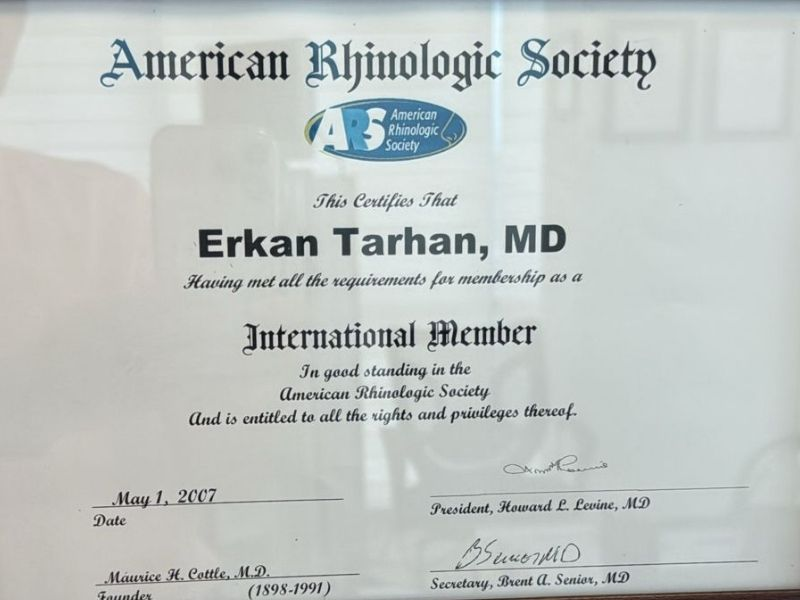 American Rhinologic Society
ARS American
Rhinologic
Society
This Certifies That
Erkan Tarhan, MD
Having met all the requirements for membership as a
International Member
In good standing in the
American Rhinologic Society
And is entitled to all the rights and privileges thereof.
May 1, 2007
Date
President, Howard L. Levine, MD
Maurice H. Cottle, M.D.
Founder (1898-1991)
BSenior MD
Secretary, Brent A. Senior, MD